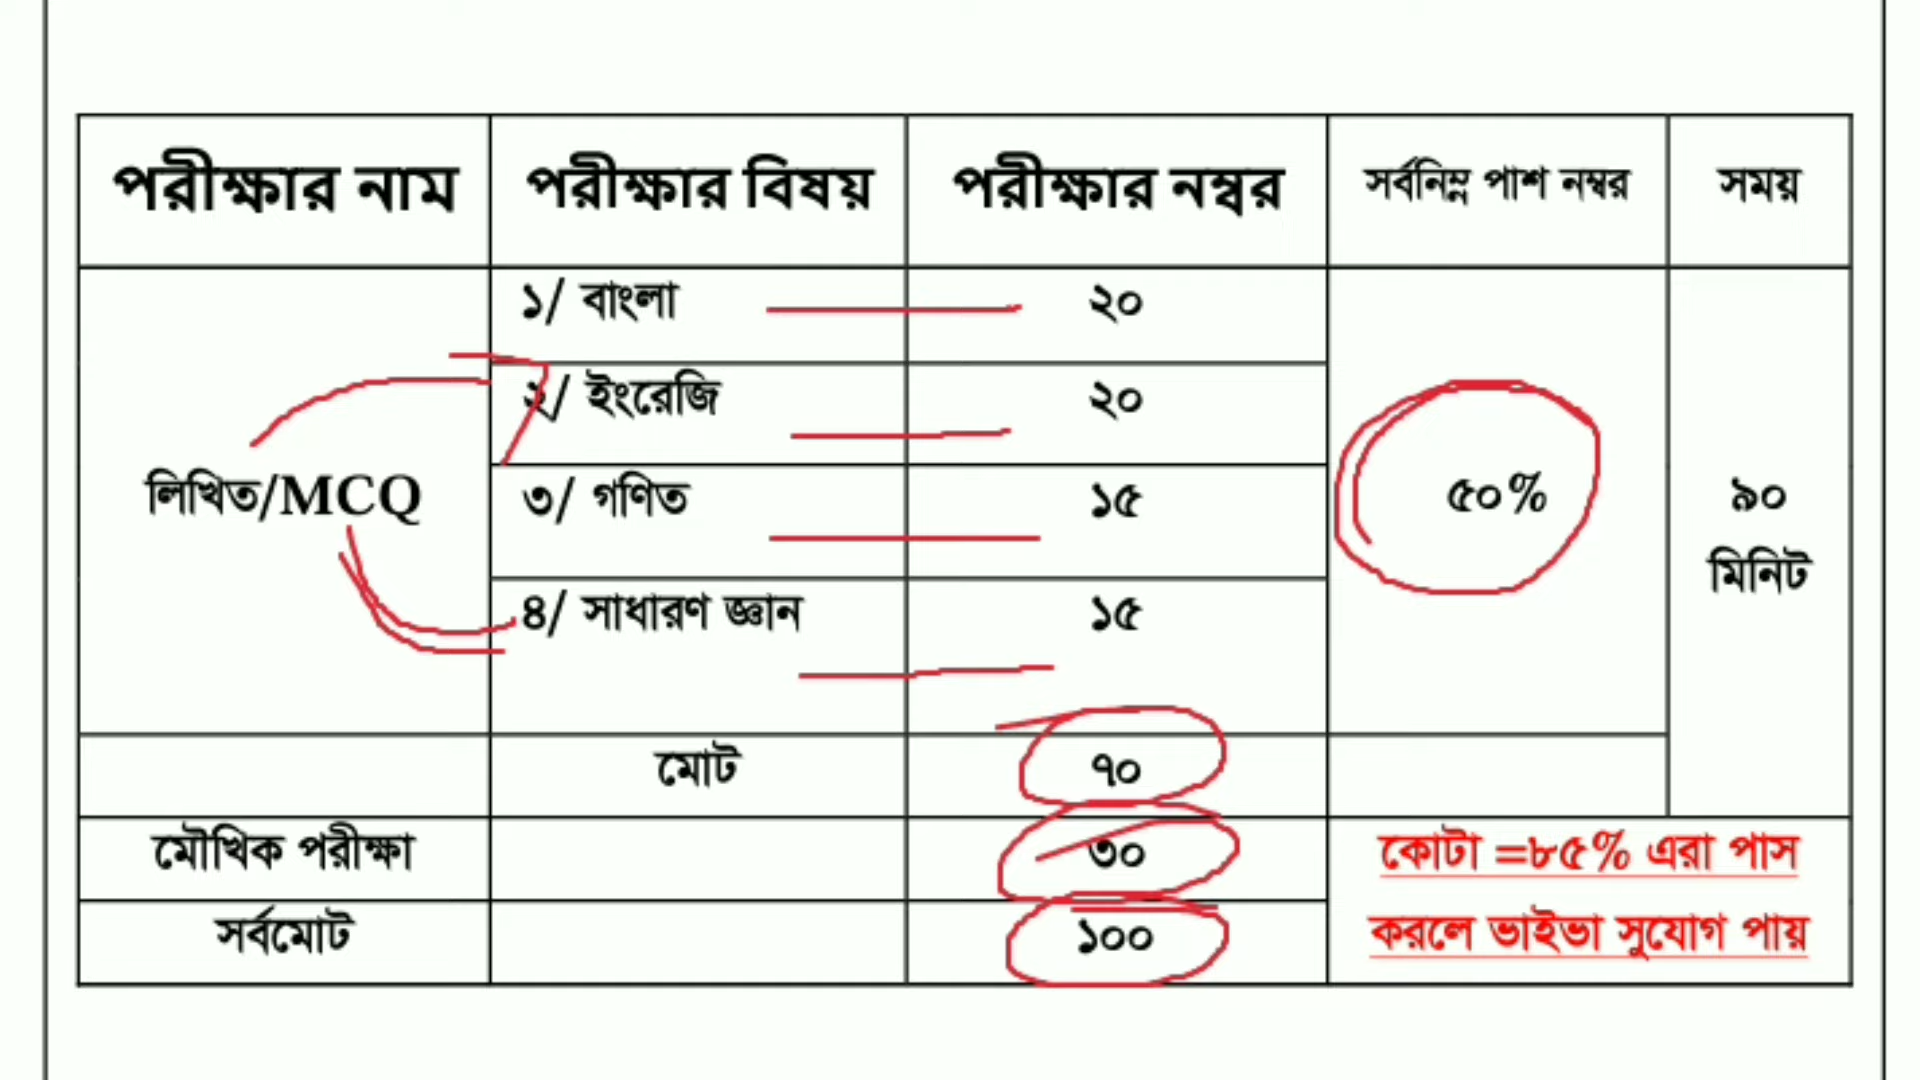 পরীক্ষার নাম পরীক্ষার বিষয় পরীক্ষার নম্বর সর্বনিম্ন পাশ নম্বর সময়
১/ বাংলা ২০
২/ ইংরেজি ২০
লিখিত/MCQ ৩/ গণিত ১৫ ৫০% ৯০
মিনিট
৪/ সাধারণ জ্ঞান ১৫
মোট ৭০
মৌখিক পরীক্ষা ৩০ কোটা =৮৫% এরা পাস
সর্বমোট ১০০ করলে ভাইভা সুযোগ পায়